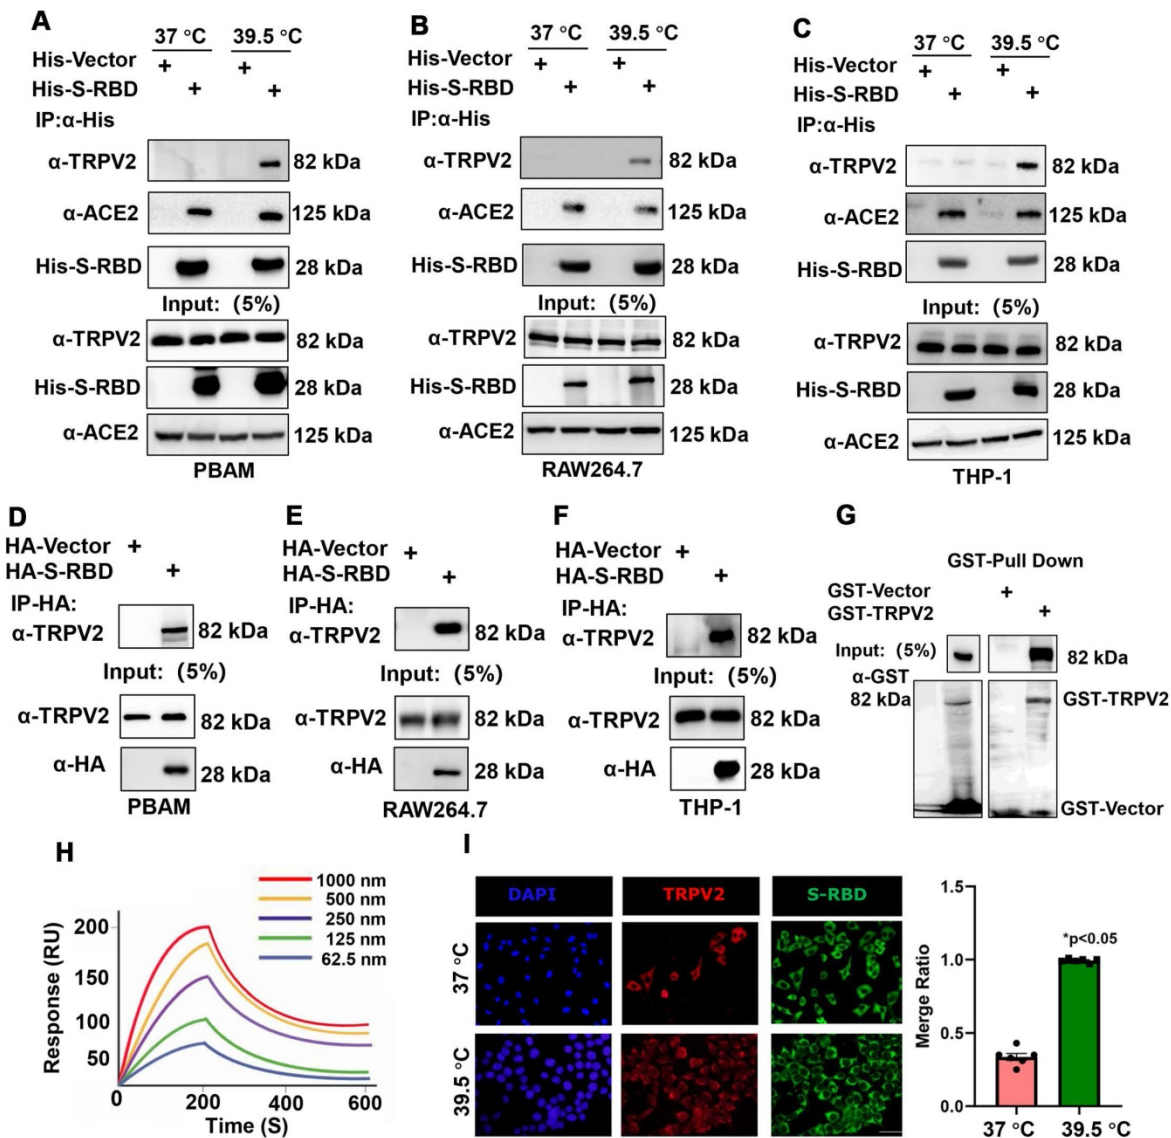 A
37 °C 39.5 °C
His-Vector + +
His-S-RBD + +
IP:α-His
α-TRPV2 82 kDa
α-ACE2 125 kDa
His-S-RBD 28 kDa
Input: (5%)
α-TRPV2 82 kDa
His-S-RBD 28 kDa
α-ACE2 125 kDa
PBAM
B
37 °C 39.5 °C
His-Vector + +
His-S-RBD + +
IP:α-His
α-TRPV2 82 kDa
α-ACE2 125 kDa
His-S-RBD 28 kDa
Input: (5%)
α-TRPV2 82 kDa
His-S-RBD 28 kDa
α-ACE2 125 kDa
RAW264.7
C
37 °C 39.5 °C
His-Vector + +
His-S-RBD + +
IP:α-His
α-TRPV2 82 kDa
α-ACE2 125 kDa
His-S-RBD 28 kDa
Input: (5%)
α-TRPV2 82 kDa
His-S-RBD 28 kDa
α-ACE2 125 kDa
THP-1
D
HA-Vector +
HA-S-RBD +
IP-HA:
α-TRPV2 82 kDa
Input: (5%)
α-TRPV2 82 kDa
α-HA 28 kDa
PBAM
E
HA-Vector +
HA-S-RBD +
IP-HA:
α-TRPV2 82 kDa
Input: (5%)
α-TRPV2 82 kDa
α-HA 28 kDa
RAW264.7
F
HA-Vector +
HA-S-RBD +
IP-HA:
α-TRPV2 82 kDa
Input: (5%)
α-TRPV2 82 kDa
α-HA 28 kDa
THP-1
G
GST-Pull Down
GST-Vector +
GST-TRPV2 +
Input: (5%) 82 kDa
α-GST
82 kDa GST-TRPV2
GST-Vector
H
1000 nm
500 nm
250 nm
125 nm
62.5 nm
Response (RU)
200
150
100
50
0 200 400 600
Time (S)
I
DAPI TRPV2 S-RBD
37 °C
39.5 °C
Merge Ratio
1.5
1.0
0.5
0.0
*p<0.05
37 °C 39.5 °C